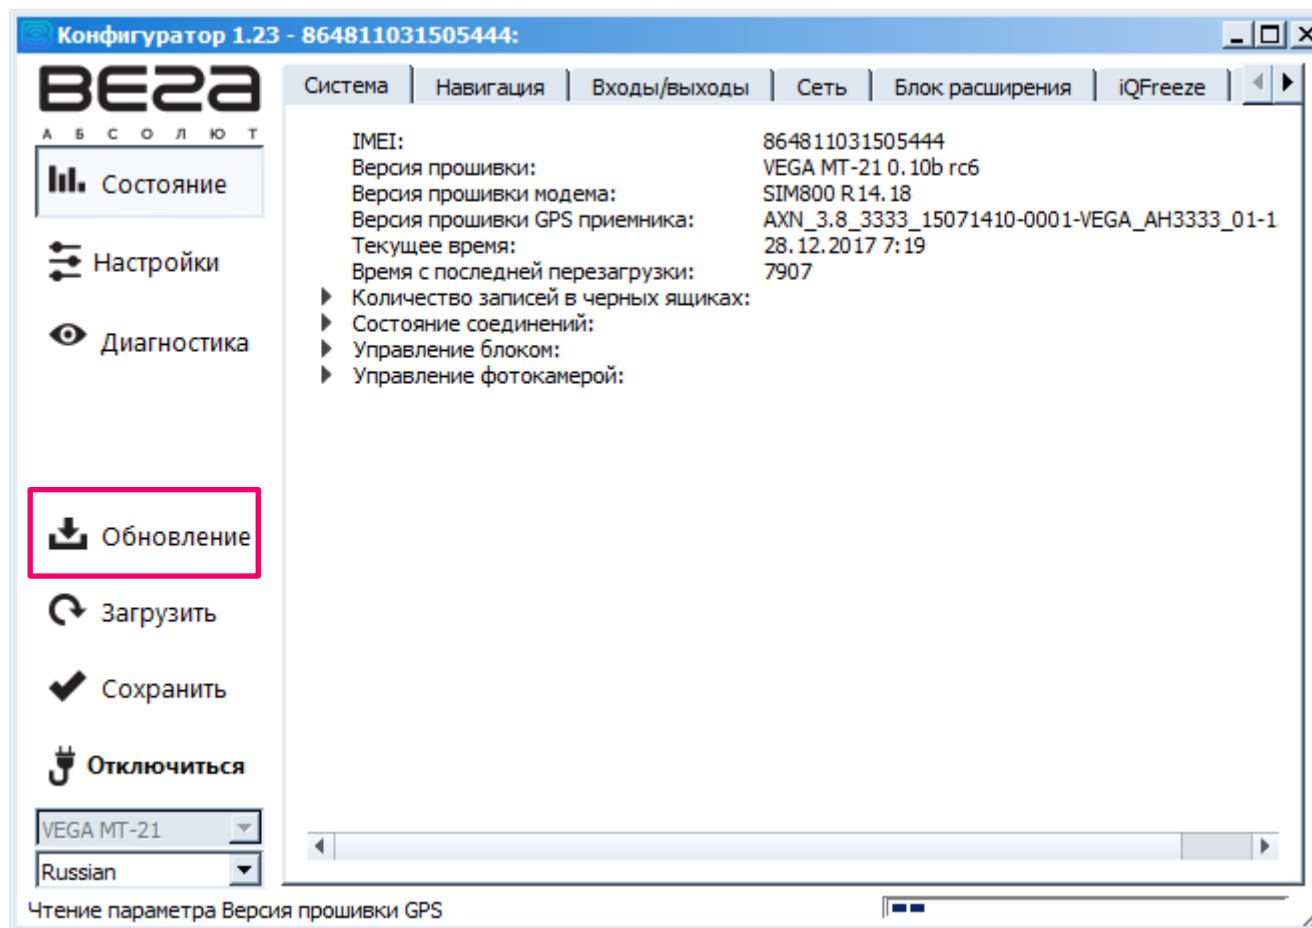 Конфигуратор 1.23 - 864811031505444:
ВЕГА
АБСОЛЮТ
Состояние
Настройки
Диагностика
Обновление
Загрузить
Сохранить
Отключиться
VEGA MT-21
Russian
Система Навигация Входы/выходы Сеть Блок расширения iQFreeze
IMEI: 864811031505444
Версия прошивки: VEGA MT-21 0.10b rc6
Версия прошивки модема: SIM800 R14.18
Версия прошивки GPS приемника: AXN_3.8_3333_15071410-0001-VEGA_AH3333_01-1.
Текущее время: 28.12.2017 7:19
Время с последней перезагрузки: 7907
Количество записей в черных ящиках:
Состояние соединений:
Управление блоком:
Управление фотокамерой:
Чтение параметра Версия прошивки GPS